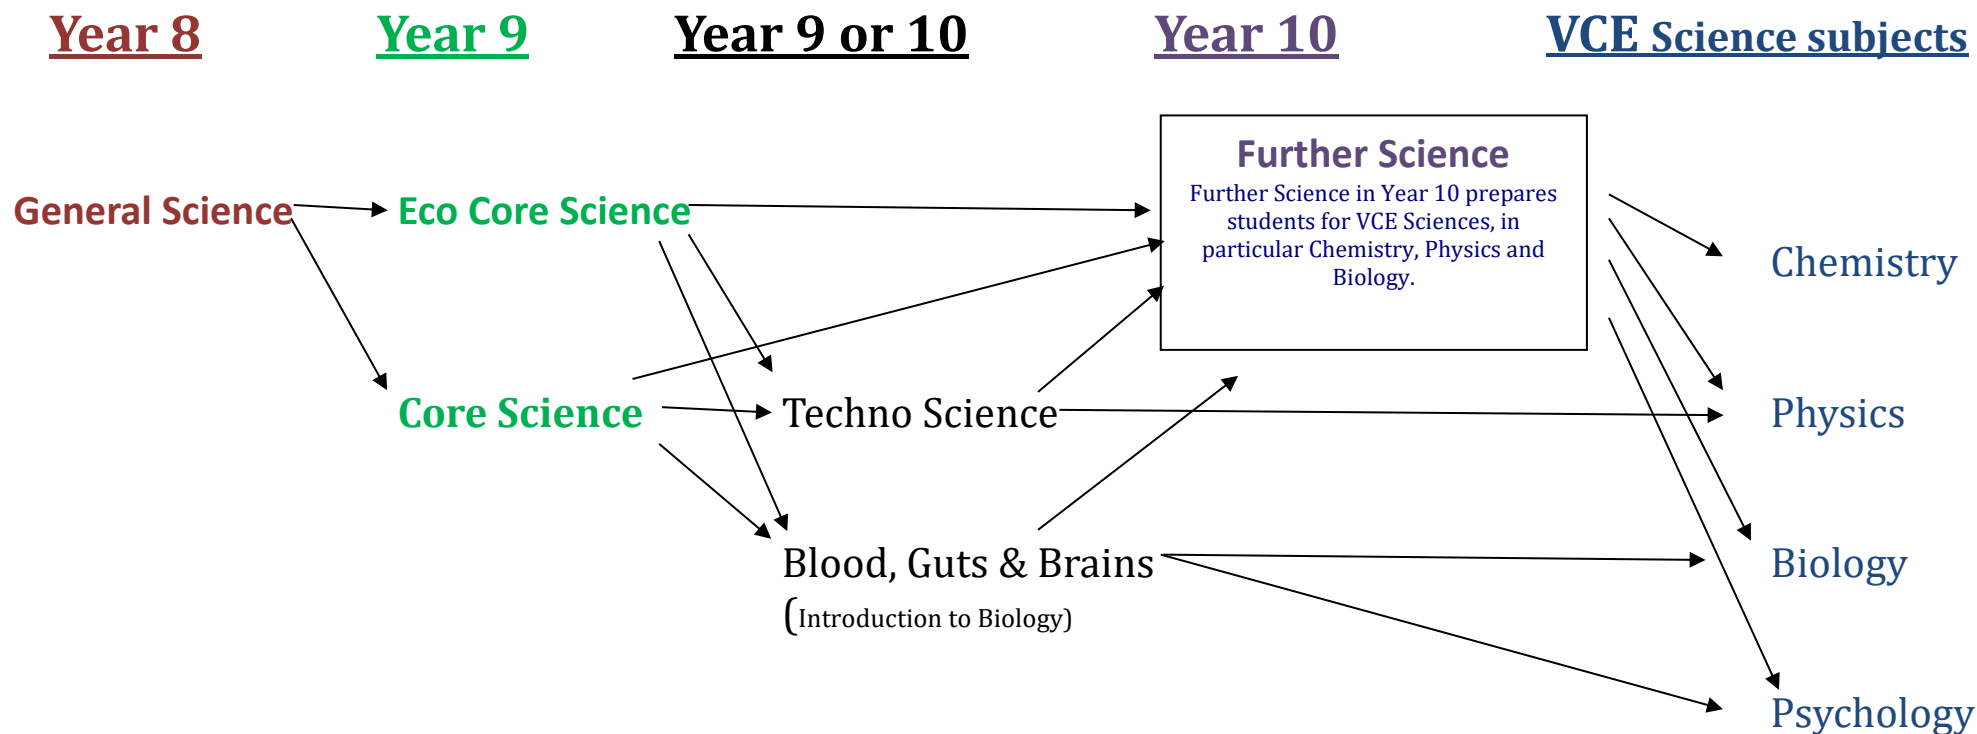 Year 8 Year 9 Year 9 or 10 Year 10 VCE Science subjects
Further Science
Further Science in Year 10 prepares
students for VCE Sciences, in
particular Chemistry, Physics and
Biology.
General Science Eco Core Science
Chemistry
Core Science Techno Science Physics
Blood, Guts & Brains Biology
(Introduction to Biology)
Psychology